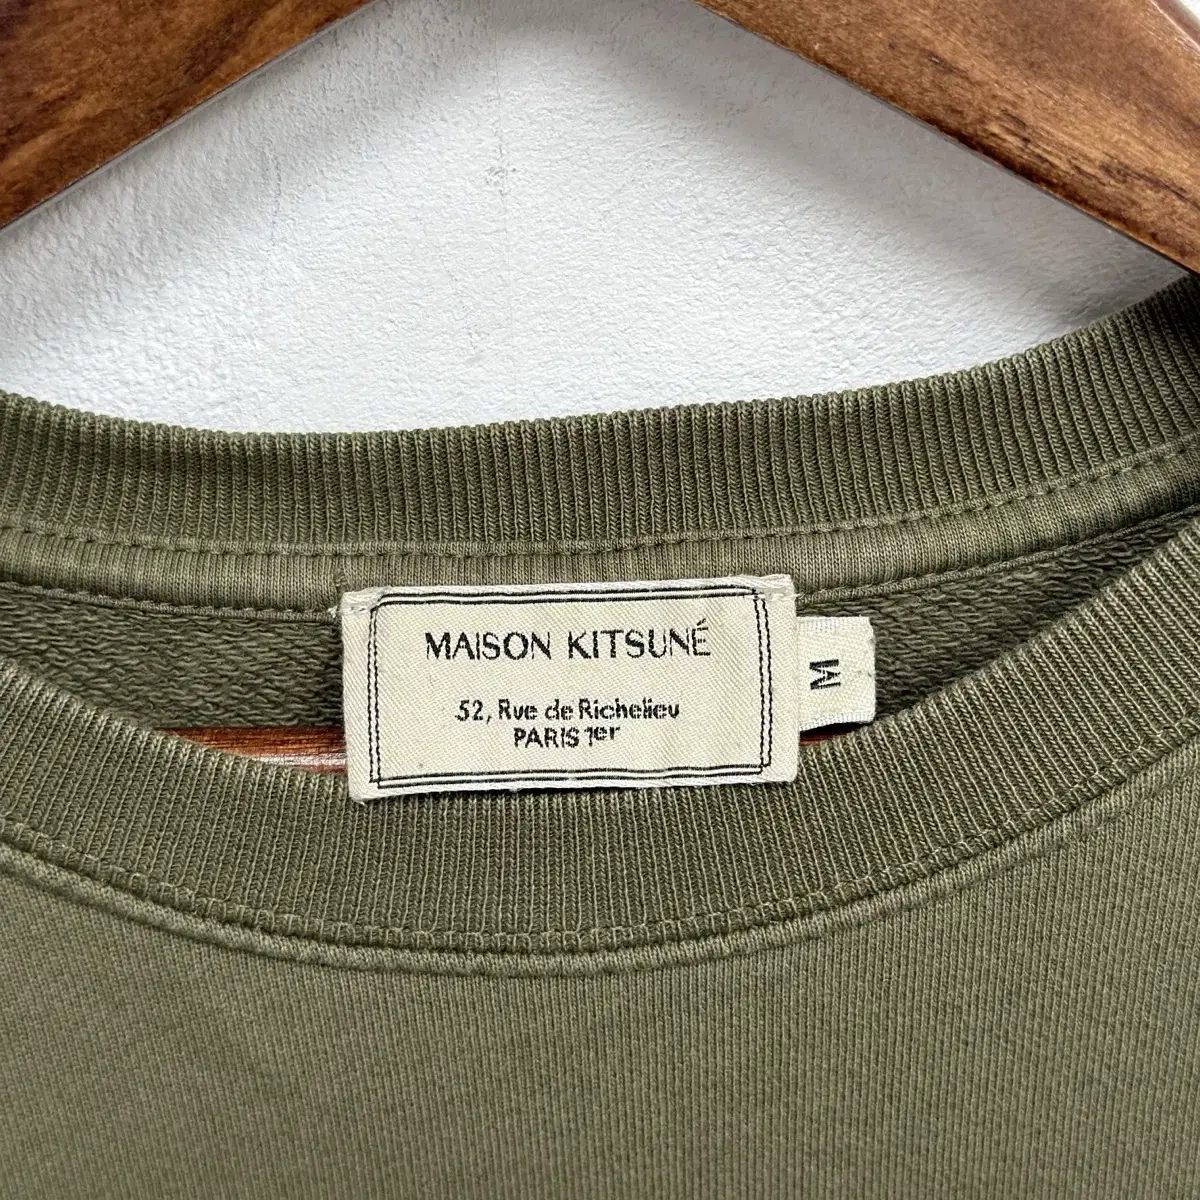 MAISON KITSUNÉ
52, Rue de Richelieu
PARIS 1er
M